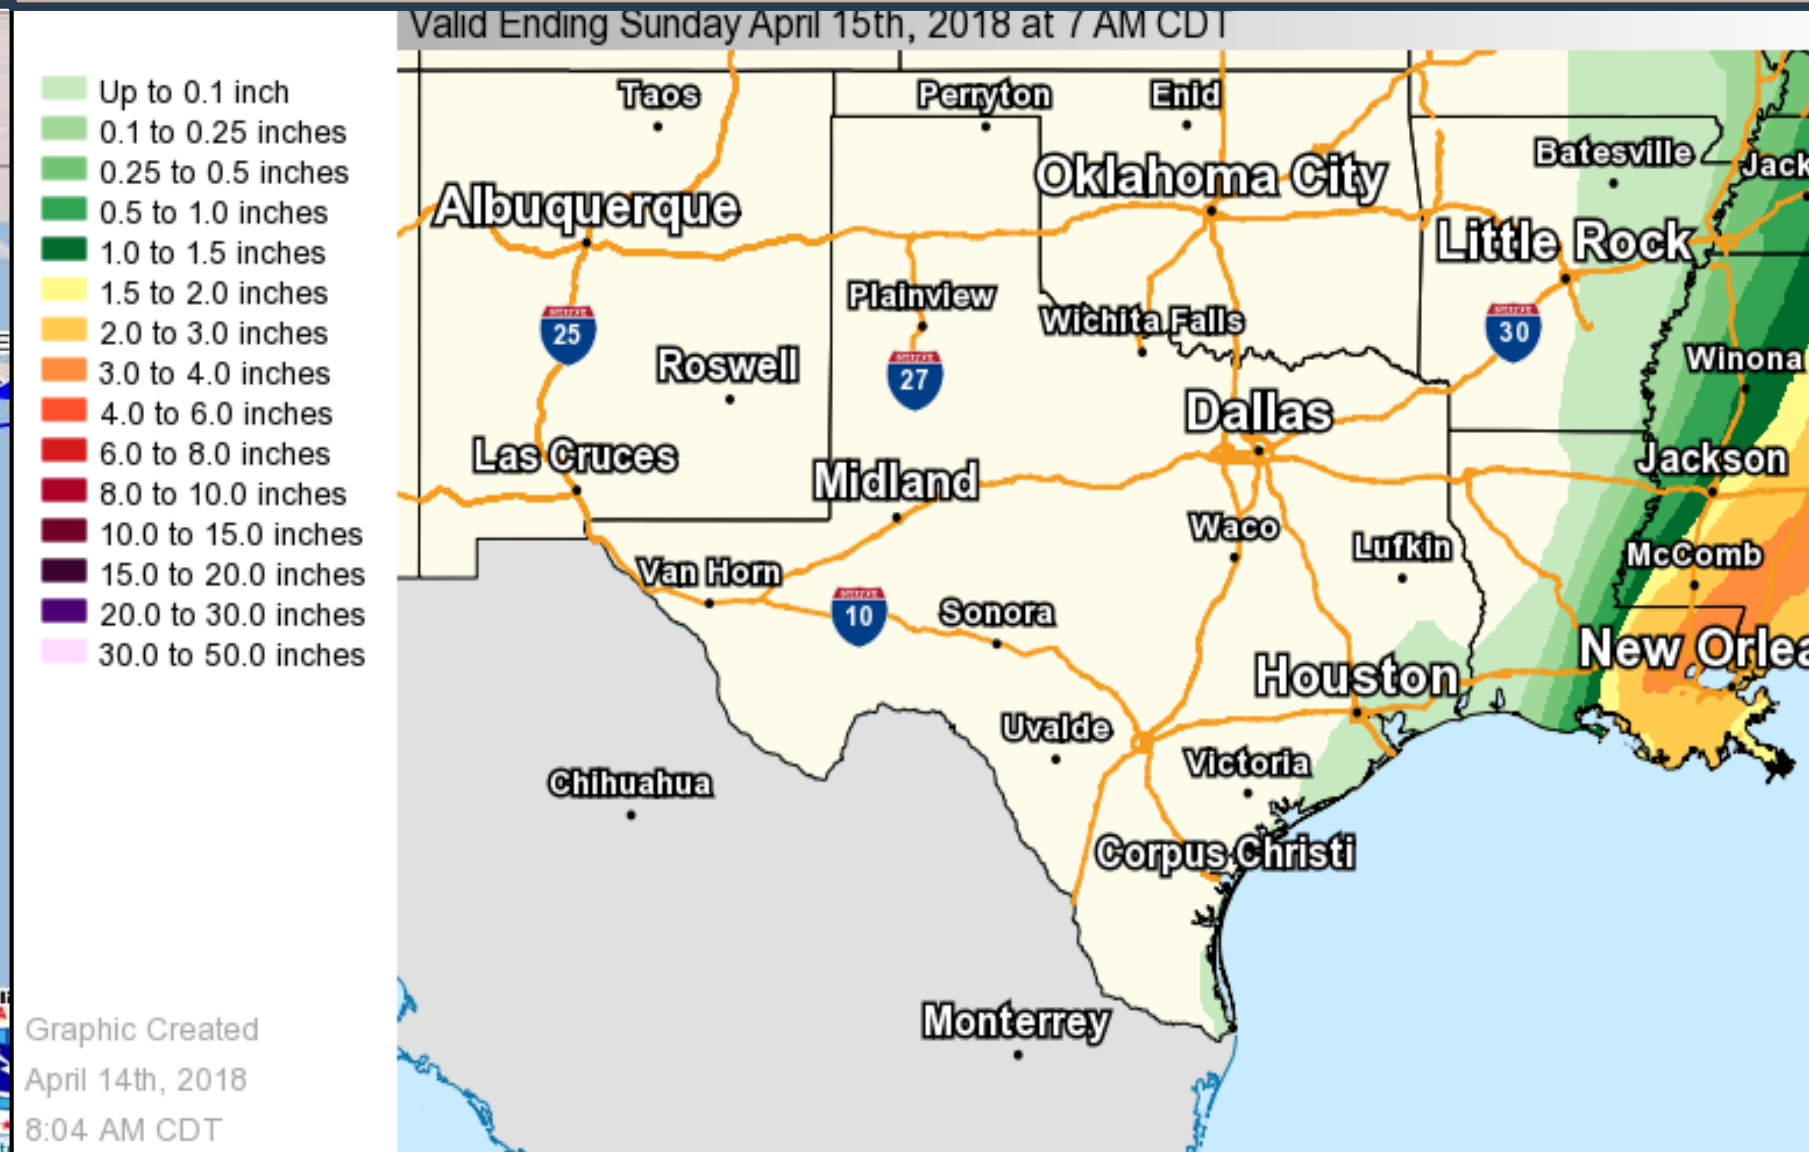 Valid Ending Sunday April 15th, 2018 at 7 AM CDT
Up to 0.1 inch
0.1 to 0.25 inches
0.25 to 0.5 inches
0.5 to 1.0 inches
1.0 to 1.5 inches
1.5 to 2.0 inches
2.0 to 3.0 inches
3.0 to 4.0 inches
4.0 to 6.0 inches
6.0 to 8.0 inches
8.0 to 10.0 inches
10.0 to 15.0 inches
15.0 to 20.0 inches
20.0 to 30.0 inches
30.0 to 50.0 inches
Graphic Created
April 14th, 2018
8:04 AM CDT
Taos
Perryton
Enid
Batesville
Jack
Oklahoma City
Albuquerque
Little Rock
Plainview
Wichita Falls
25
30
Winona
Roswell
27
Dallas
Las Cruces
Midland
Jackson
Waco
Lufkin
McComb
Van Horn
10
Sonora
New Orlea
Houston
Uvalde
Victoria
Chihuahua
Corpus Christi
Monterrey